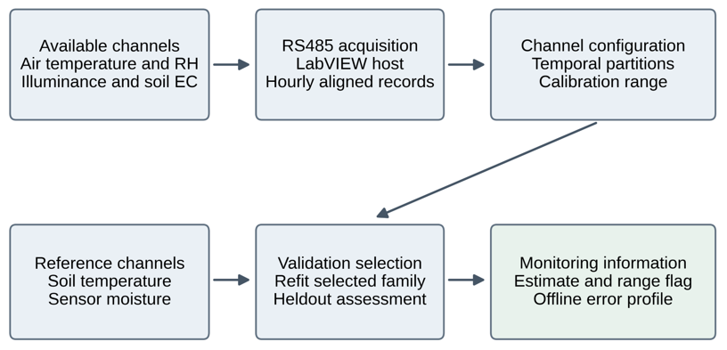 Available channels
Air temperature and RH
Illuminance and soil EC
RS485 acquisition
LabVIEW host
Hourly aligned records
Channel configuration
Temporal partitions
Calibration range
Reference channels
Soil temperature
Sensor moisture
Validation selection
Refit selected family
Heldout assessment
Monitoring information
Estimate and range flag
Offline error profile